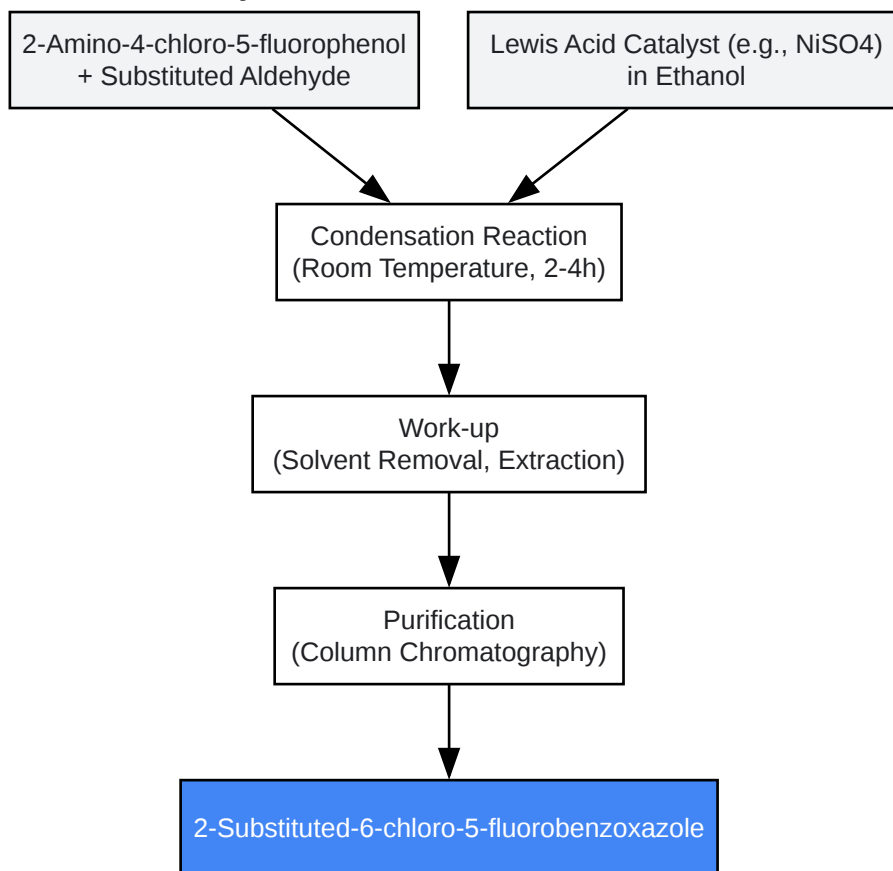 2-Amino-4-chloro-5-fluorophenol
+ Substituted Aldehyde
Lewis Acid Catalyst (e.g., NiSO4)
in Ethanol
Condensation Reaction
(Room Temperature, 2-4h)
Work-up
(Solvent Removal, Extraction)
Purification
(Column Chromatography)
2-Substituted-6-chloro-5-fluorobenzoxazole